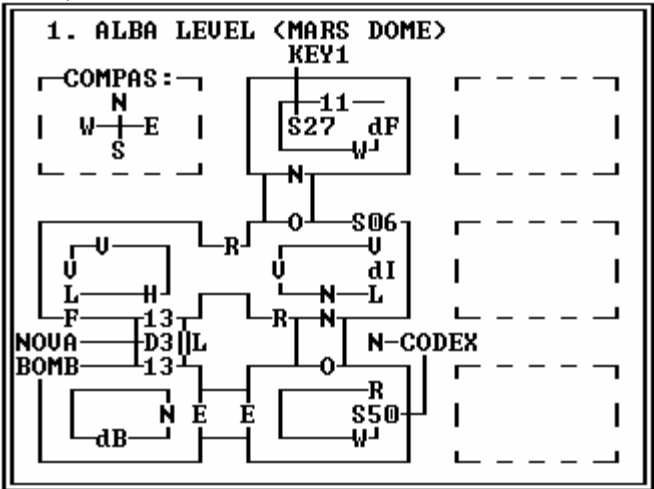 1. ALBA LEVEL (MARS DOME)
KEY1
COMPAS:
N
11
W E
S27 dF
S
W
N
O S06
R
V V
V V dI
L H N L
F 13 R N
NOVA D3 L N-CODEX
BOMB 13 O
R
N E E S50
dB W